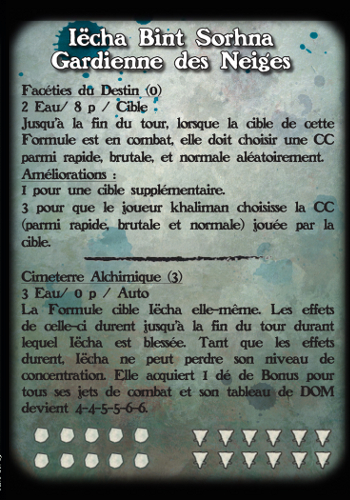 Iëcha Bint Sorhna
Gardienne des Neiges
Facéties du Destin (0)
2 Eau/ 8 p / Cible
Jusqu'à la fin du tour, lorsque la cible de cette
Formule est en combat, elle doit choisir une CC
parmi rapide, brutale, et normale aléatoirement.
Améliorations :
1 pour une cible supplémentaire.
3 pour que le joueur khaliman choisisse la CC
(parmi rapide, brutale et normale) jouée par la
cible.
Cimeterre Alchimique (3)
3 Eau/ 0 p / Auto
La Formule cible Iëcha elle-même. Les effets
de celle-ci durent jusqu'à la fin du tour durant
lequel Iëcha est blessée. Tant que les effets
durent, Iëcha ne peut perdre son niveau de
concentration. Elle acquiert 1 dé de Bonus pour
tous ses jets de combat et son tableau de DOM
devient 4-4-5-5-6-6.